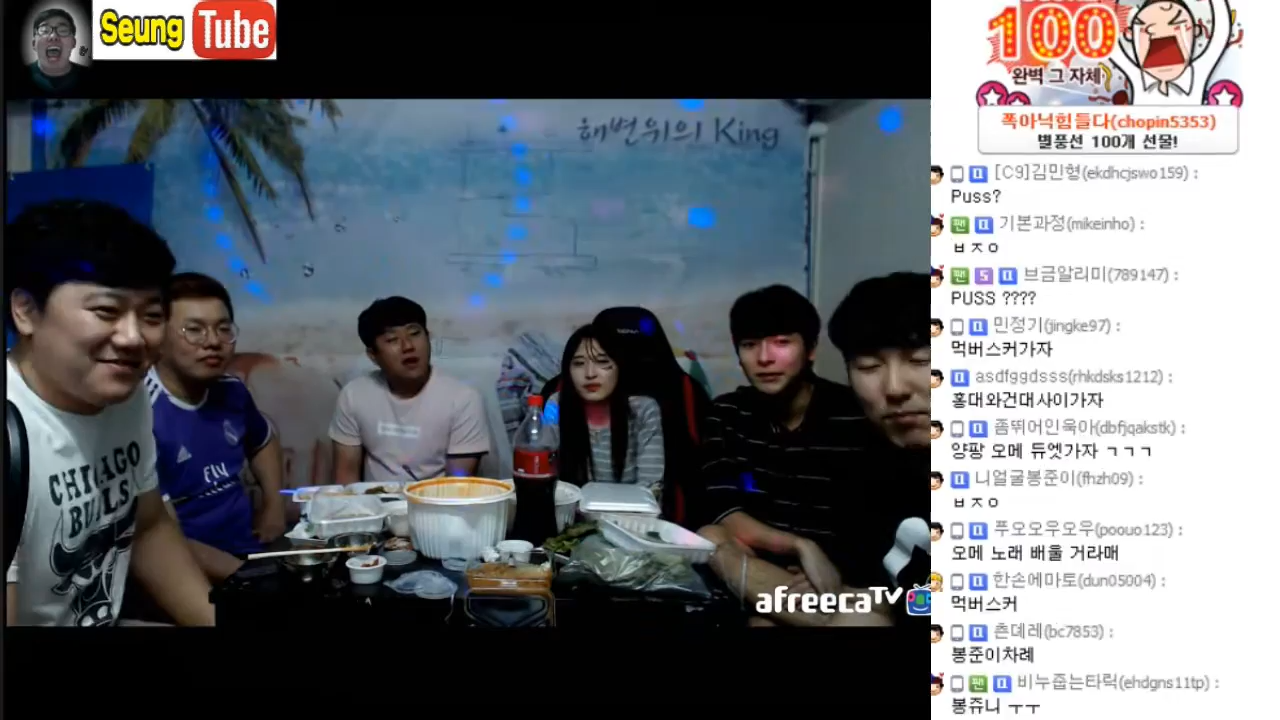 Seung Tube
해변위의 King
CHICAGO
BULLS
Fly
afreecaTV
100
완벽 그 자체
폭아닉힘들다(chopin5353)
별풍선 100개 선물!
[C9]김민형(ekdhcjswo159) :
Puss?
팬 기본과정(mikeinho) :
ㅂㅈㅇ
팬 S 브금알리미(789147) :
PUSS ????
민정기(jingke97) :
먹버스커가자
asdfggdsss(rhkdsks1212) :
홍대와건대사이가자
좀뛰어인욱아(dbfjqakstk) :
양팡 오메 듀엣가자 ㄱㄱㄱ
니얼굴봉준이(fhzh09) :
ㅂㅈㅇ
푸오오우오우(poouo123) :
오메 노래 배울 거라매
한손에마토(dun05004) :
먹버스커
츤데레(bc7853) :
봉준이차례
팬 비누줍는타릭(ehdgns11tp) :
봉쥬니 ㅜㅜ